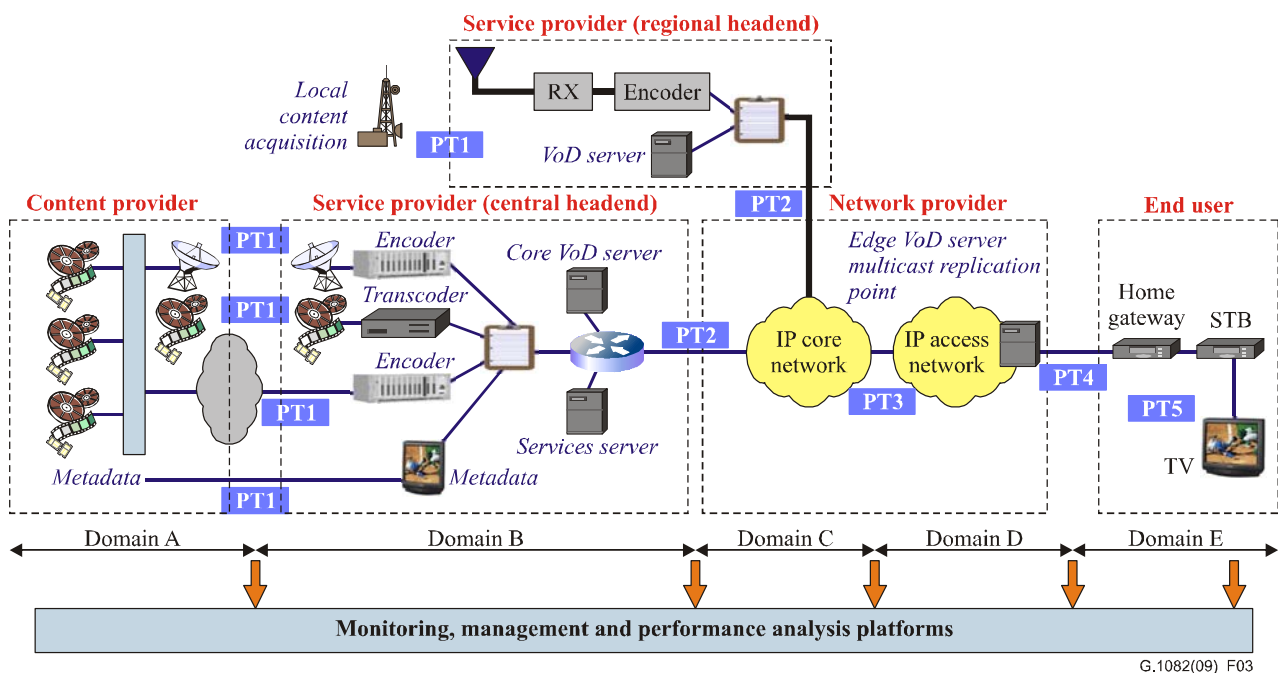 Service provider (regional headend)
Local
content
acquisition
PT1
RX
Encoder
VoD server
PT2
Content provider
Service provider (central headend)
Network provider
End user
PT1
Encoder
Core VoD server
Edge VoD server
multicast replication
point
PT1
Transcoder
Home
gateway
STB
PT2
IP core
network
IP access
network
Encoder
PT4
PT3
PT1
PT5
Services server
TV
Metadata
Metadata
PT1
Domain A
Domain B
Domain C
Domain D
Domain E
Monitoring, management and performance analysis platforms
G.1082(09)_F03